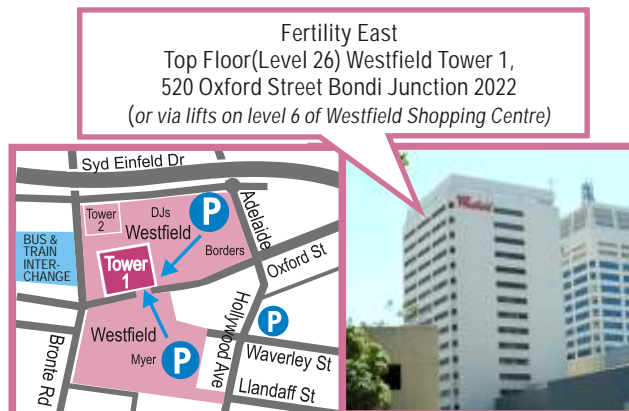 Fertility East
Top Floor(Level 26) Westfield Tower 1,
520 Oxford Street Bondi Junction 2022
(or via lifts on level 6 of Westfield Shopping Centre)
Syd Einfeld Dr
Tower
2
DJs
P
Westfield
Adelaide
Borders
BUS &
TRAIN
INTER-
CHANGE
Tower
1
Oxford St
Westfield
Myer
P
Hollywood Ave
P
Bronte Rd
Waverley St
Llandaff St
Westfield